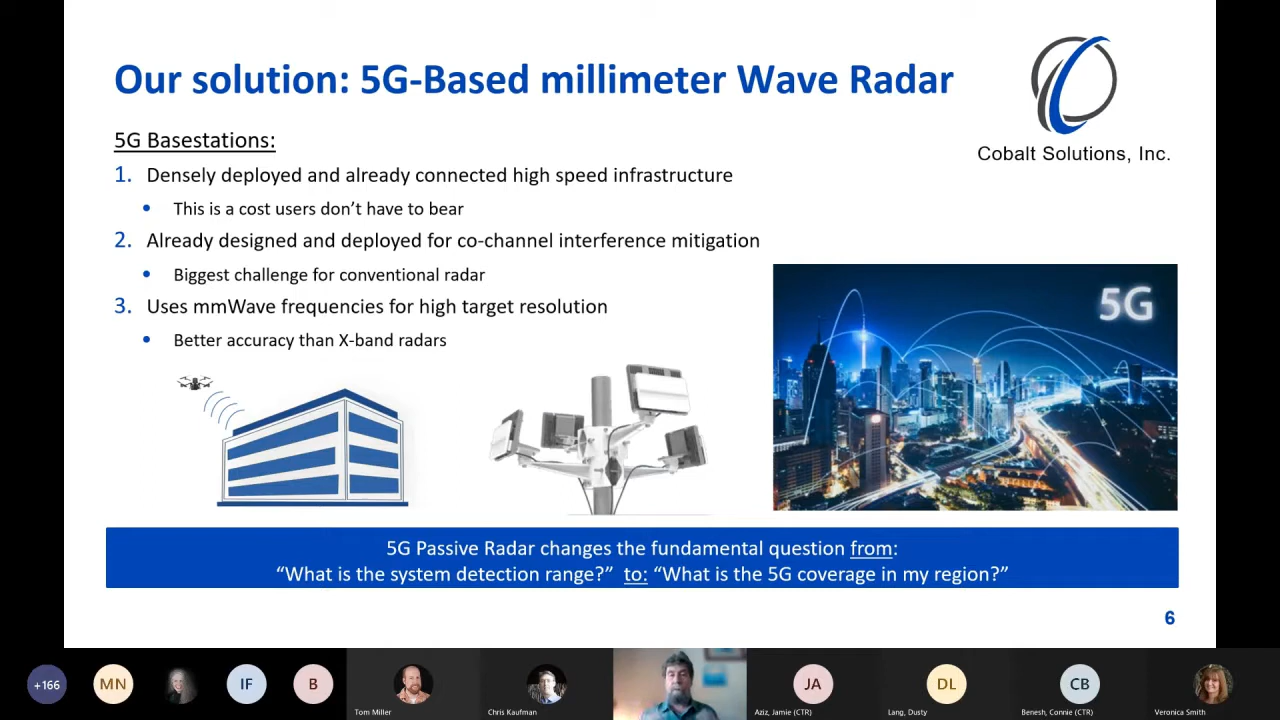 Our solution: 5G-Based millimeter Wave Radar
Cobalt Solutions, Inc.
5G Basestations:
1. Densely deployed and already connected high speed infrastructure
• This is a cost users don’t have to bear
2. Already designed and deployed for co-channel interference mitigation
• Biggest challenge for conventional radar
3. Uses mmWave frequencies for high target resolution
• Better accuracy than X-band radars
5G
5G Passive Radar changes the fundamental question from:
“What is the system detection range?” to: “What is the 5G coverage in my region?”
6
+166
MN
IF
B
Tom Miller
Chris Kaufman
JA
Aziz, Jamie (CTR)
DL
Lang, Dusty
CB
Benesh, Connie (CTR)
Veronica Smith